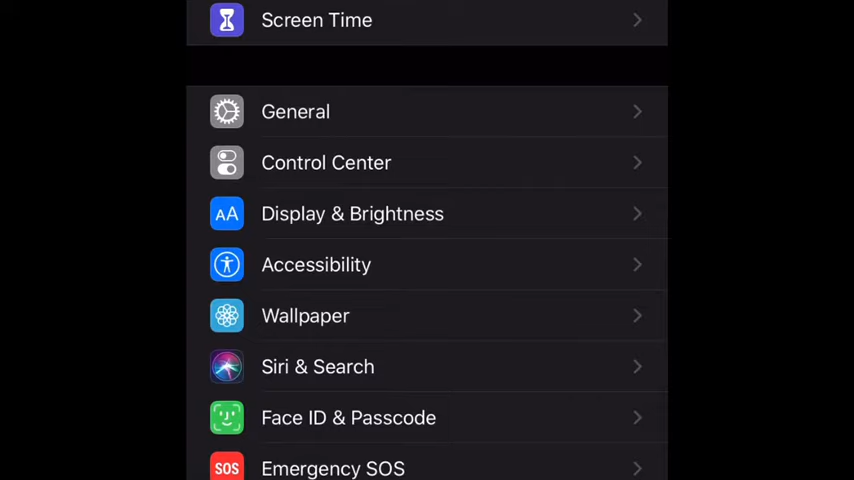 Screen Time
General
Control Center
AA Display & Brightness
Accessibility
Wallpaper
Siri & Search
Face ID & Passcode
SOS Emergency SOS